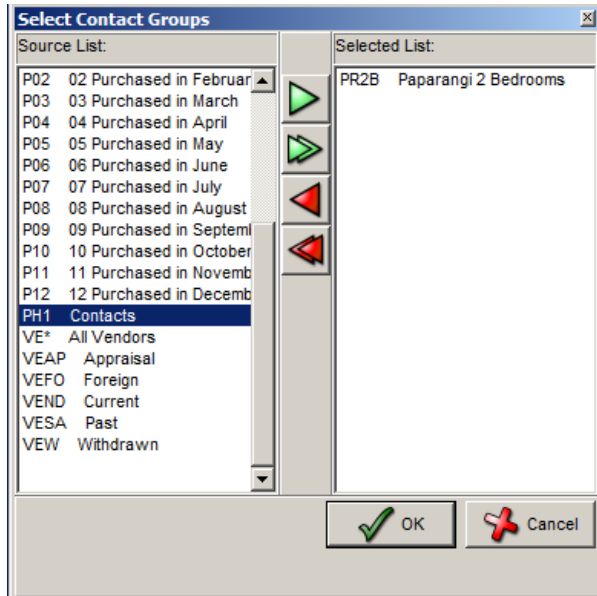 Select Contact Groups
Source List:
Selected List:
P02 02 Purchased in Februar
P03 03 Purchased in March
P04 04 Purchased in April
P05 05 Purchased in May
P06 06 Purchased in June
P07 07 Purchased in July
P08 08 Purchased in August
P09 09 Purchased in Septem
P10 10 Purchased in October
P11 11 Purchased in Novemb
P12 12 Purchased in Decemb
PH1 Contacts
VE* All Vendors
VEAP Appraisal
VEFO Foreign
VEND Current
VESA Past
VEW Withdrawn
PR2B Paparangi 2 Bedrooms
OK
Cancel